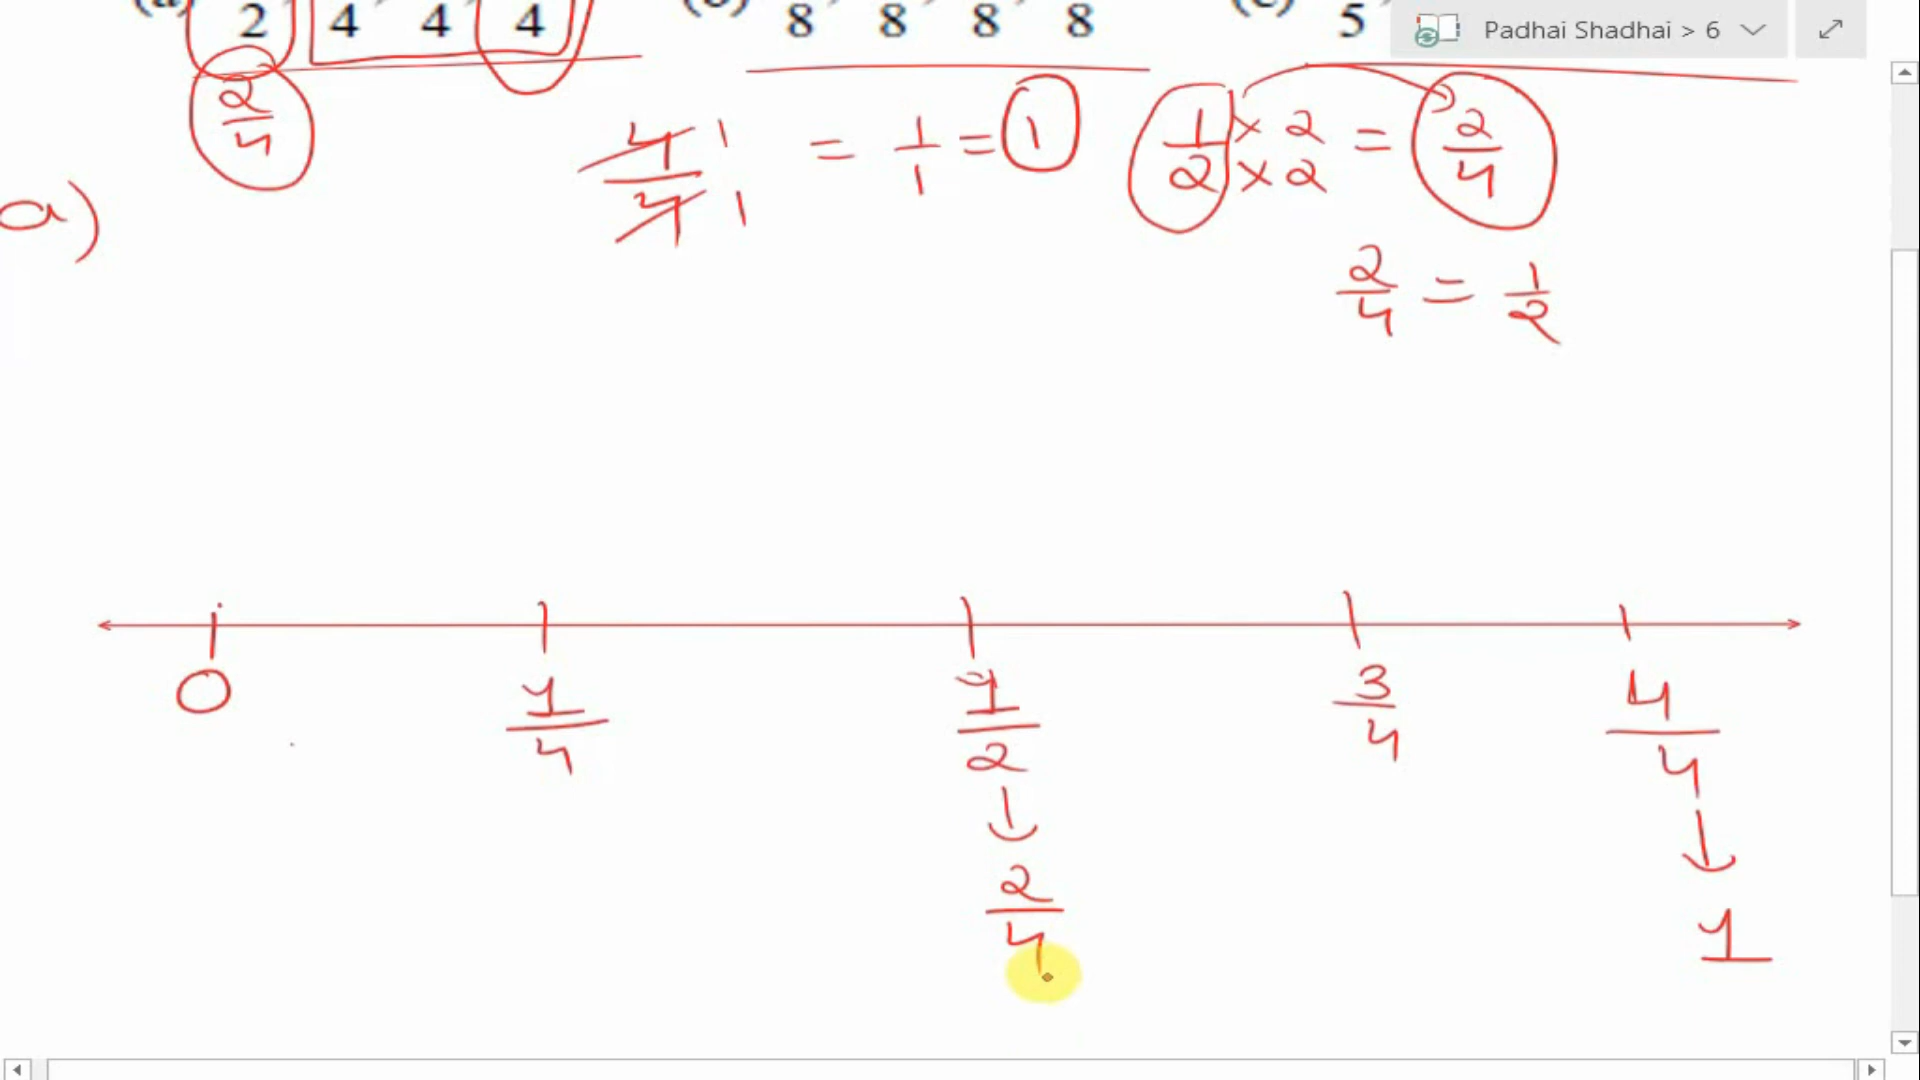 (a) 2 , 4 , 4 , 4 (b) 8 , 8 , 8 , 8 (c) 5 ,
Padhai Shadhai > 6
2/4
4/4 1 1 = 1/1 = 1
1/2 × 2 × 2 = 2/4
a)
2/4 = 1/2
0 1/4 1/2 3/4 4/4
2/4 1